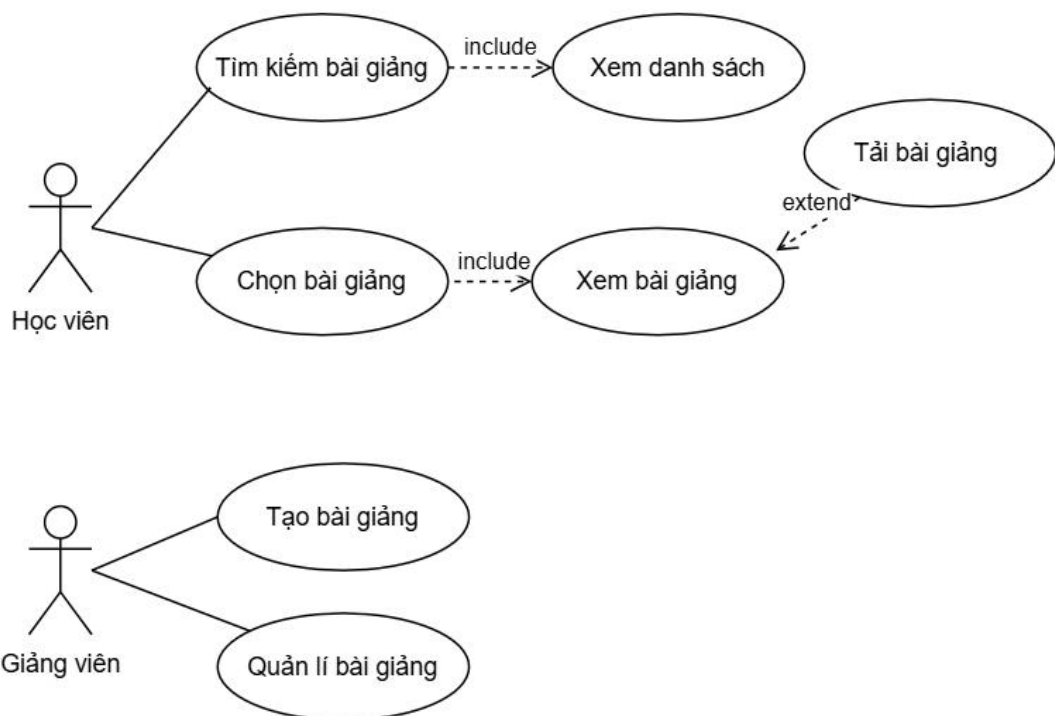 include
Tìm kiếm bài giảng
Xem danh sách
Tải bài giảng
extend
include
Chọn bài giảng
Xem bài giảng
Học viên
Tạo bài giảng
Giảng viên
Quản lí bài giảng